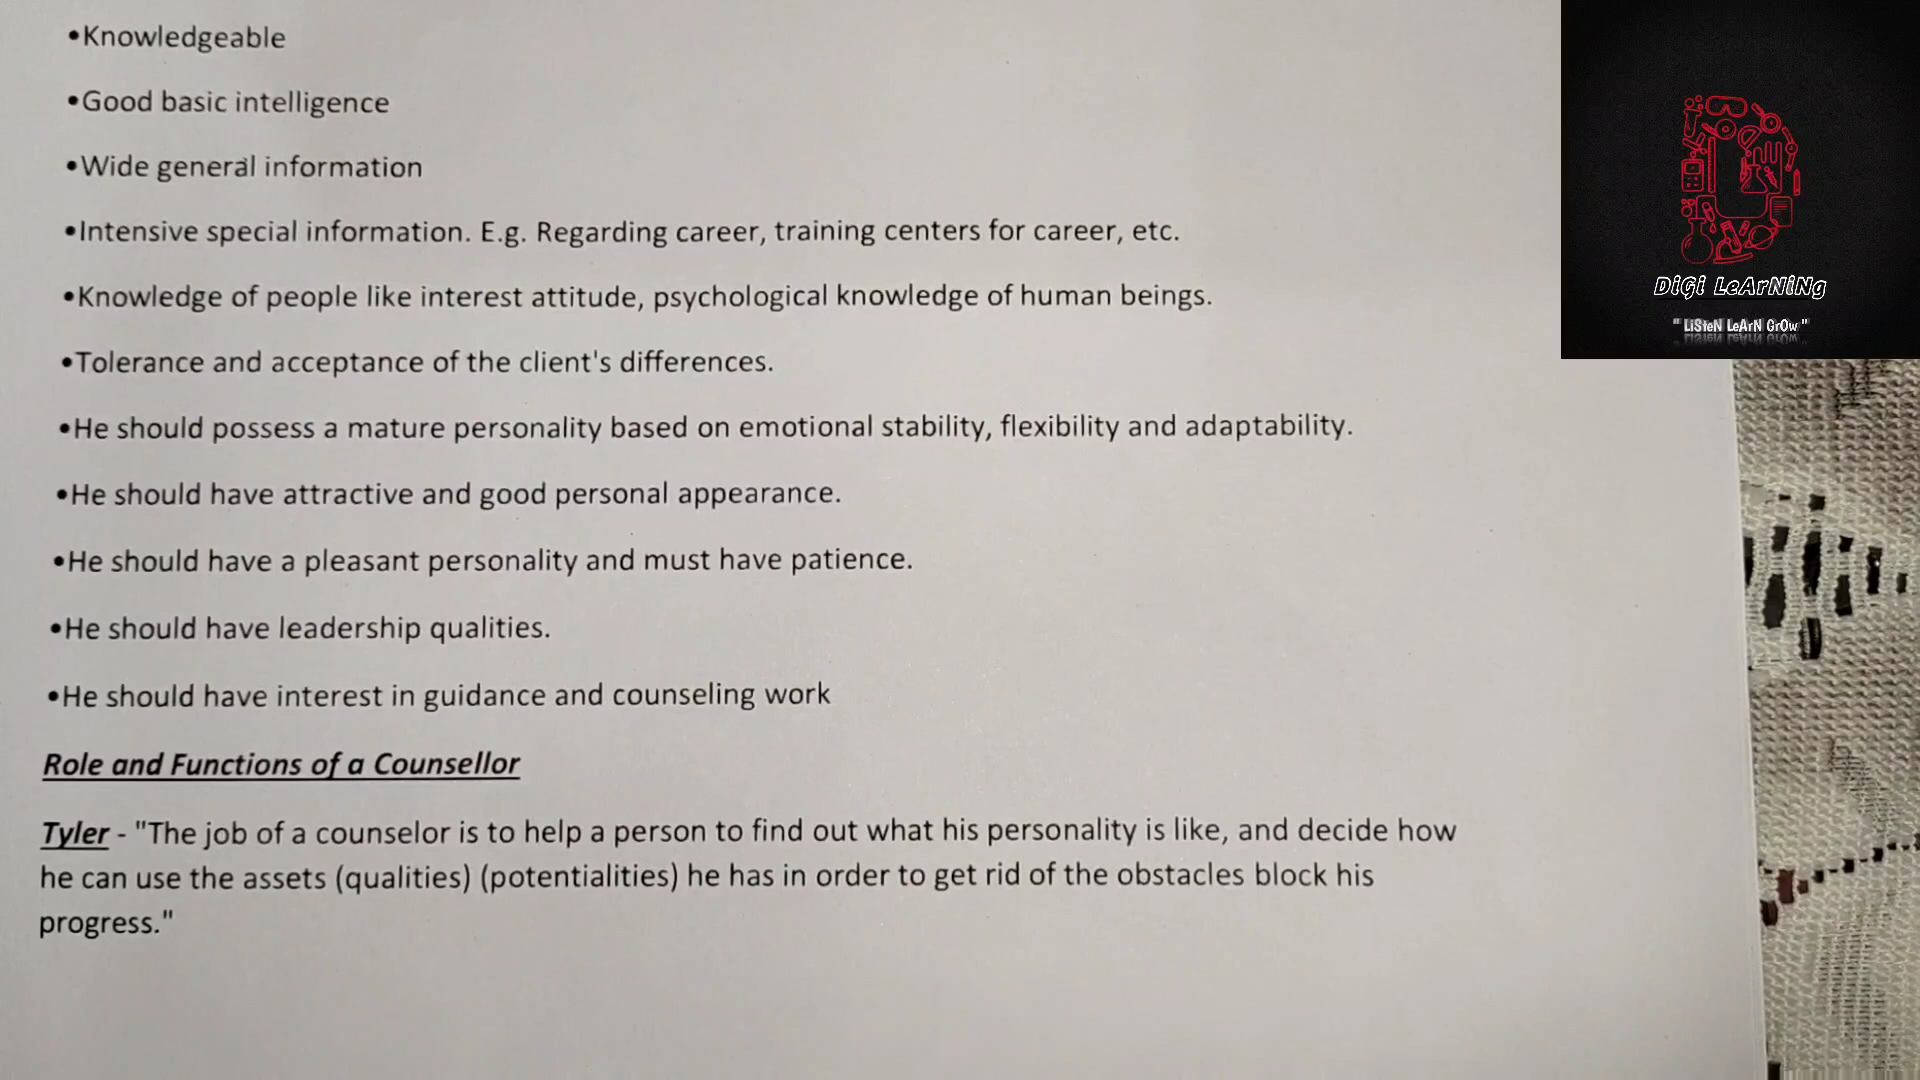 •Knowledgeable
•Good basic intelligence
•Wide general information
•Intensive special information. E.g. Regarding career, training centers for career, etc.
•Knowledge of people like interest attitude, psychological knowledge of human beings.
•Tolerance and acceptance of the client's differences.
•He should possess a mature personality based on emotional stability, flexibility and adaptability.
•He should have attractive and good personal appearance.
•He should have a pleasant personality and must have patience.
•He should have leadership qualities.
•He should have interest in guidance and counseling work
Role and Functions of a Counsellor
Tyler - "The job of a counselor is to help a person to find out what his personality is like, and decide how
he can use the assets (qualities) (potentialities) he has in order to get rid of the obstacles block his
progress."
DiGi LeArNiNg
"LiSteN LeArN GrOw"